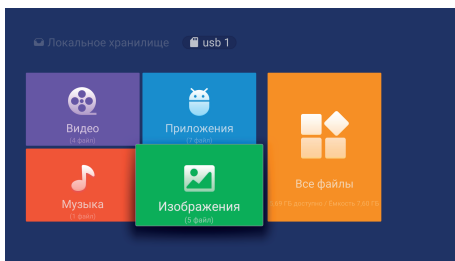 Локальное хранилище
usb 1
Видео
(4 файл)
Приложения
(7 файл)
Музыка
(1 файл)
Изображения
(5 файл)
Все файлы